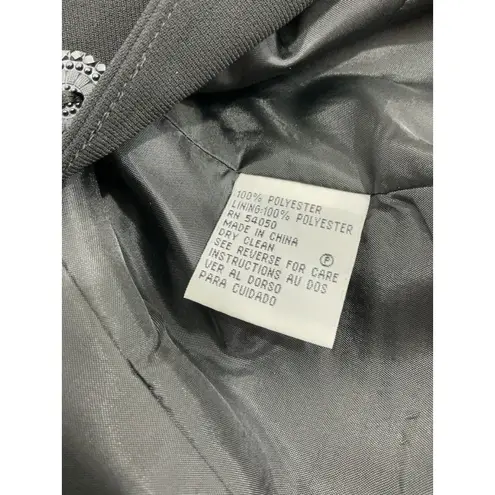 100% POLYESTER
LINING:100% POLYESTER
RN 54050
MADE IN CHINA
DRY CLEAN Ⓟ
SEE REVERSE FOR CARE
INSTRUCTIONS AU DOS
VER AL DORSO
PARA CUIDADO